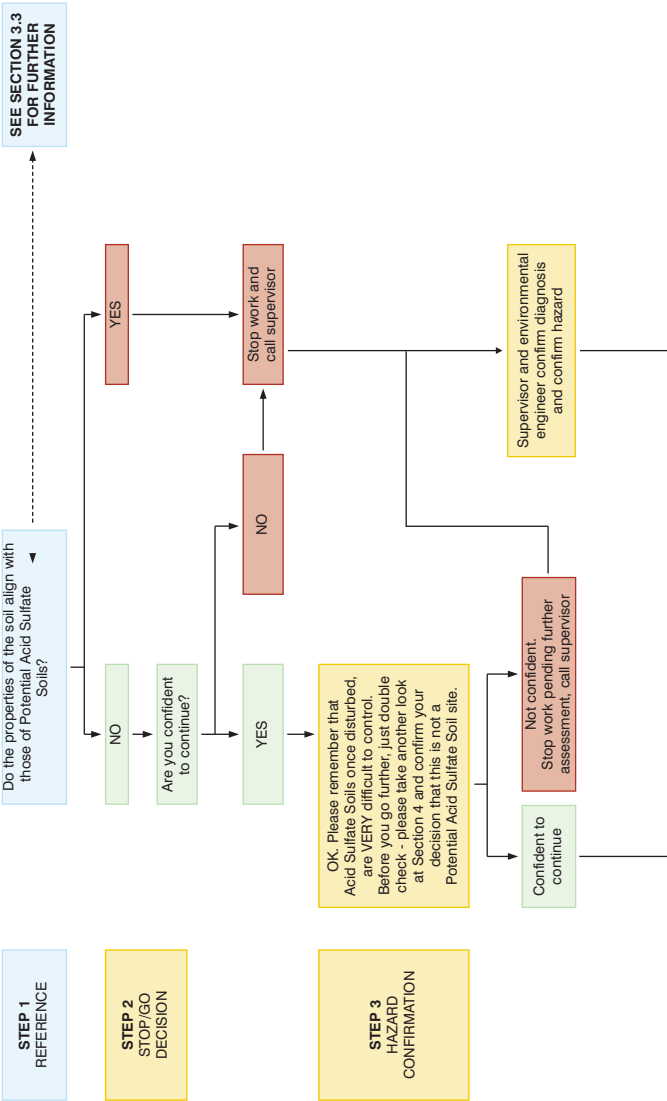 STEP 1
REFERENCE
Do the properties of the soil align with
those of Potential Acid Sulfate
Soils?
SEE SECTION 3.3
FOR FURTHER
INFORMATION
STEP 2
STOP/GO
DECISION
NO
YES
Are you confident
to continue?
YES
NO
Stop work and
call supervisor
STEP 3
HAZARD
CONFIRMATION
OK. Please remember that
Acid Sulfate Soils once disturbed,
are VERY difficult to control.
Before you go further, just double
check - please take another look
at Section 4 and confirm your
decision that this is not a
Potential Acid Sulfate Soil site.
Confident to
continue
Not confident.
Stop work pending further
assessment, call supervisor
Supervisor and environmental
engineer confirm diagnosis
and confirm hazard